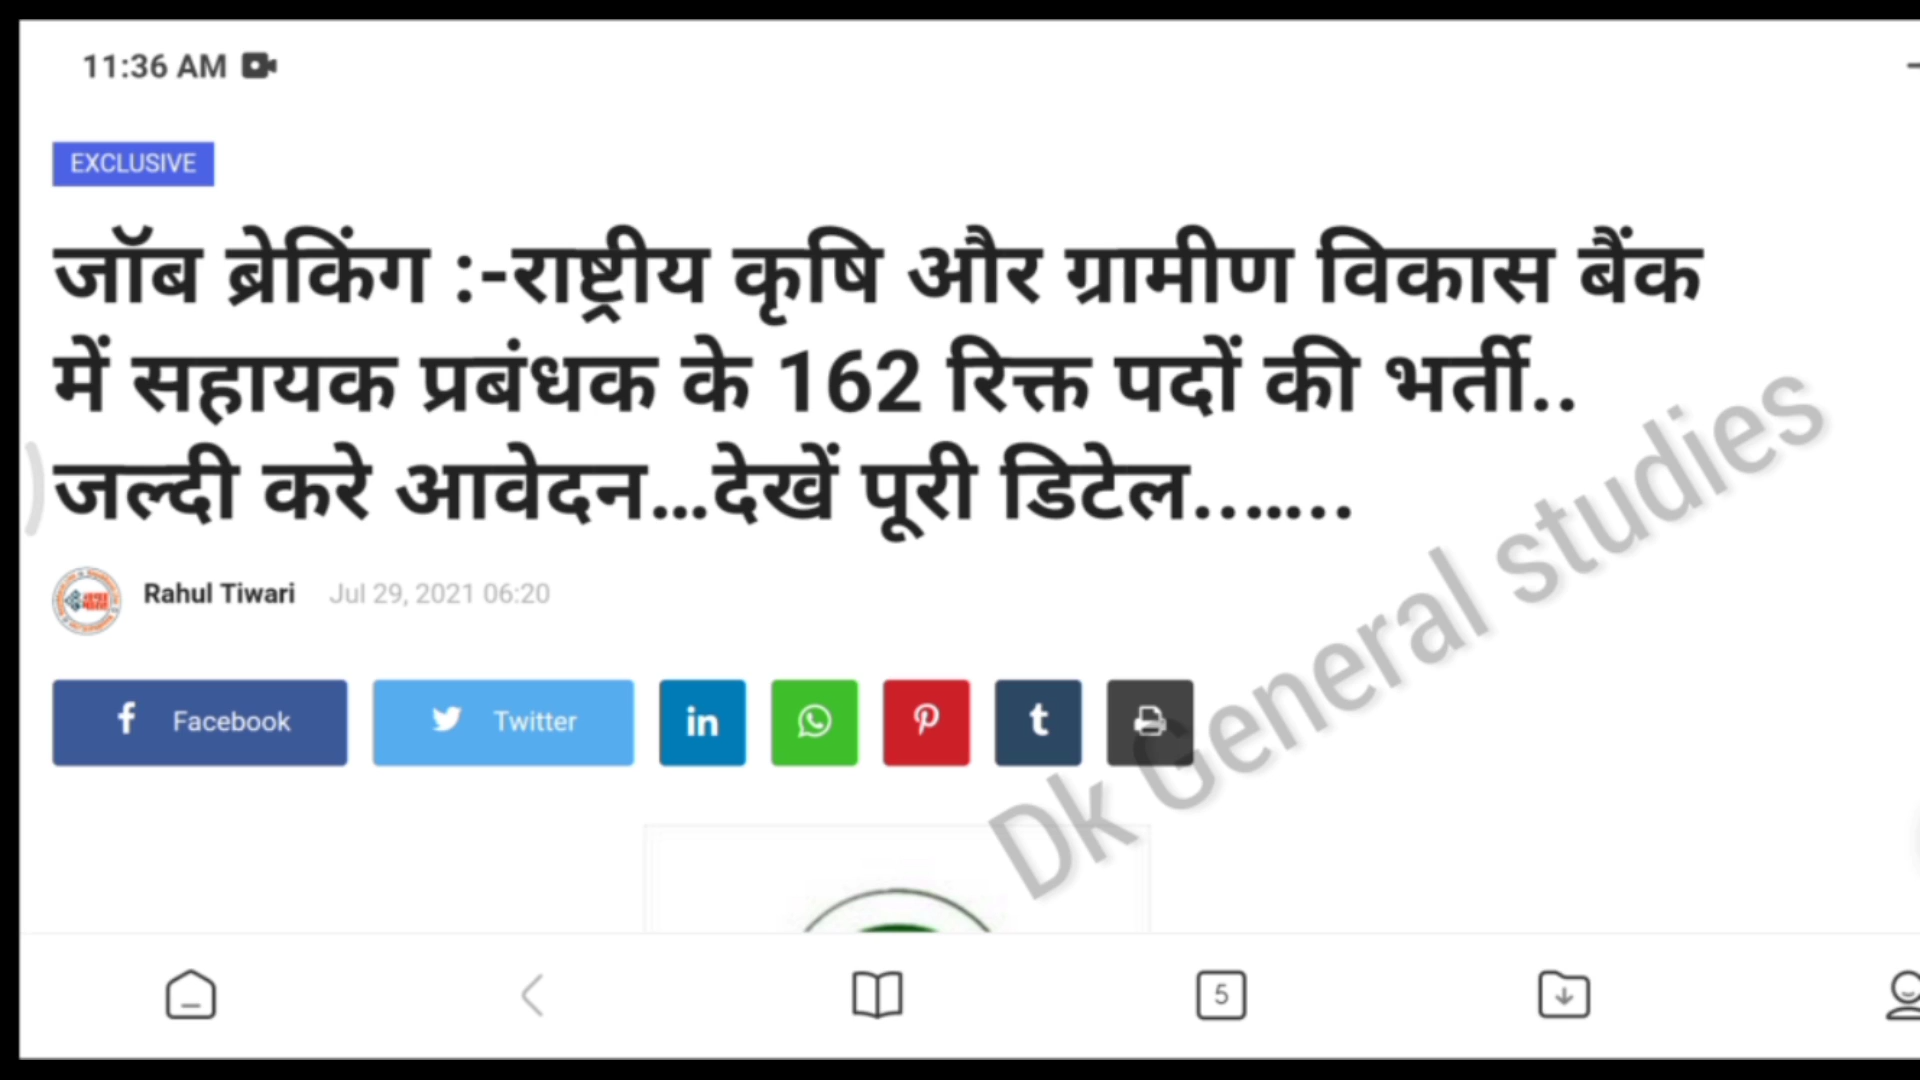 11:36 AM
EXCLUSIVE
जॉब ब्रेकिंग :-राष्ट्रीय कृषि और ग्रामीण विकास बैंक
में सहायक प्रबंधक के 162 रिक्त पदों की भर्ती..
जल्दी करे आवेदन...देखें पूरी डिटेल.......
Rahul Tiwari Jul 29, 2021 06:20
Facebook Twitter
Dk General studies
5